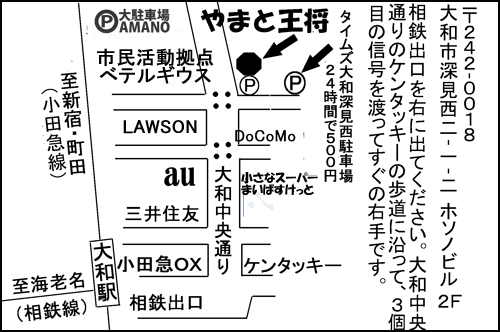 〒242-0018
大和市深見西二-一-二 ホソノビル 2F
相鉄出口を右に出てください。大和中央
通りのケンタッキーの歩道に沿って、3個
目の信号を渡ってすぐの右手です。
Ⓟ大駐車場
AMANO
やまと王将
市民活動拠点
ベテルギウス
Ⓟ
Ⓟ
タイムズ大和深見西駐車場
24時間で500円
至新宿・町田
(小田急線)
LAWSON
DoCoMo
au
小さなスーパー
まいばすけっと
大和中央通り
三井住友
大和駅
小田急OX
ケンタッキー
至海老名
(相鉄線)
相鉄出口